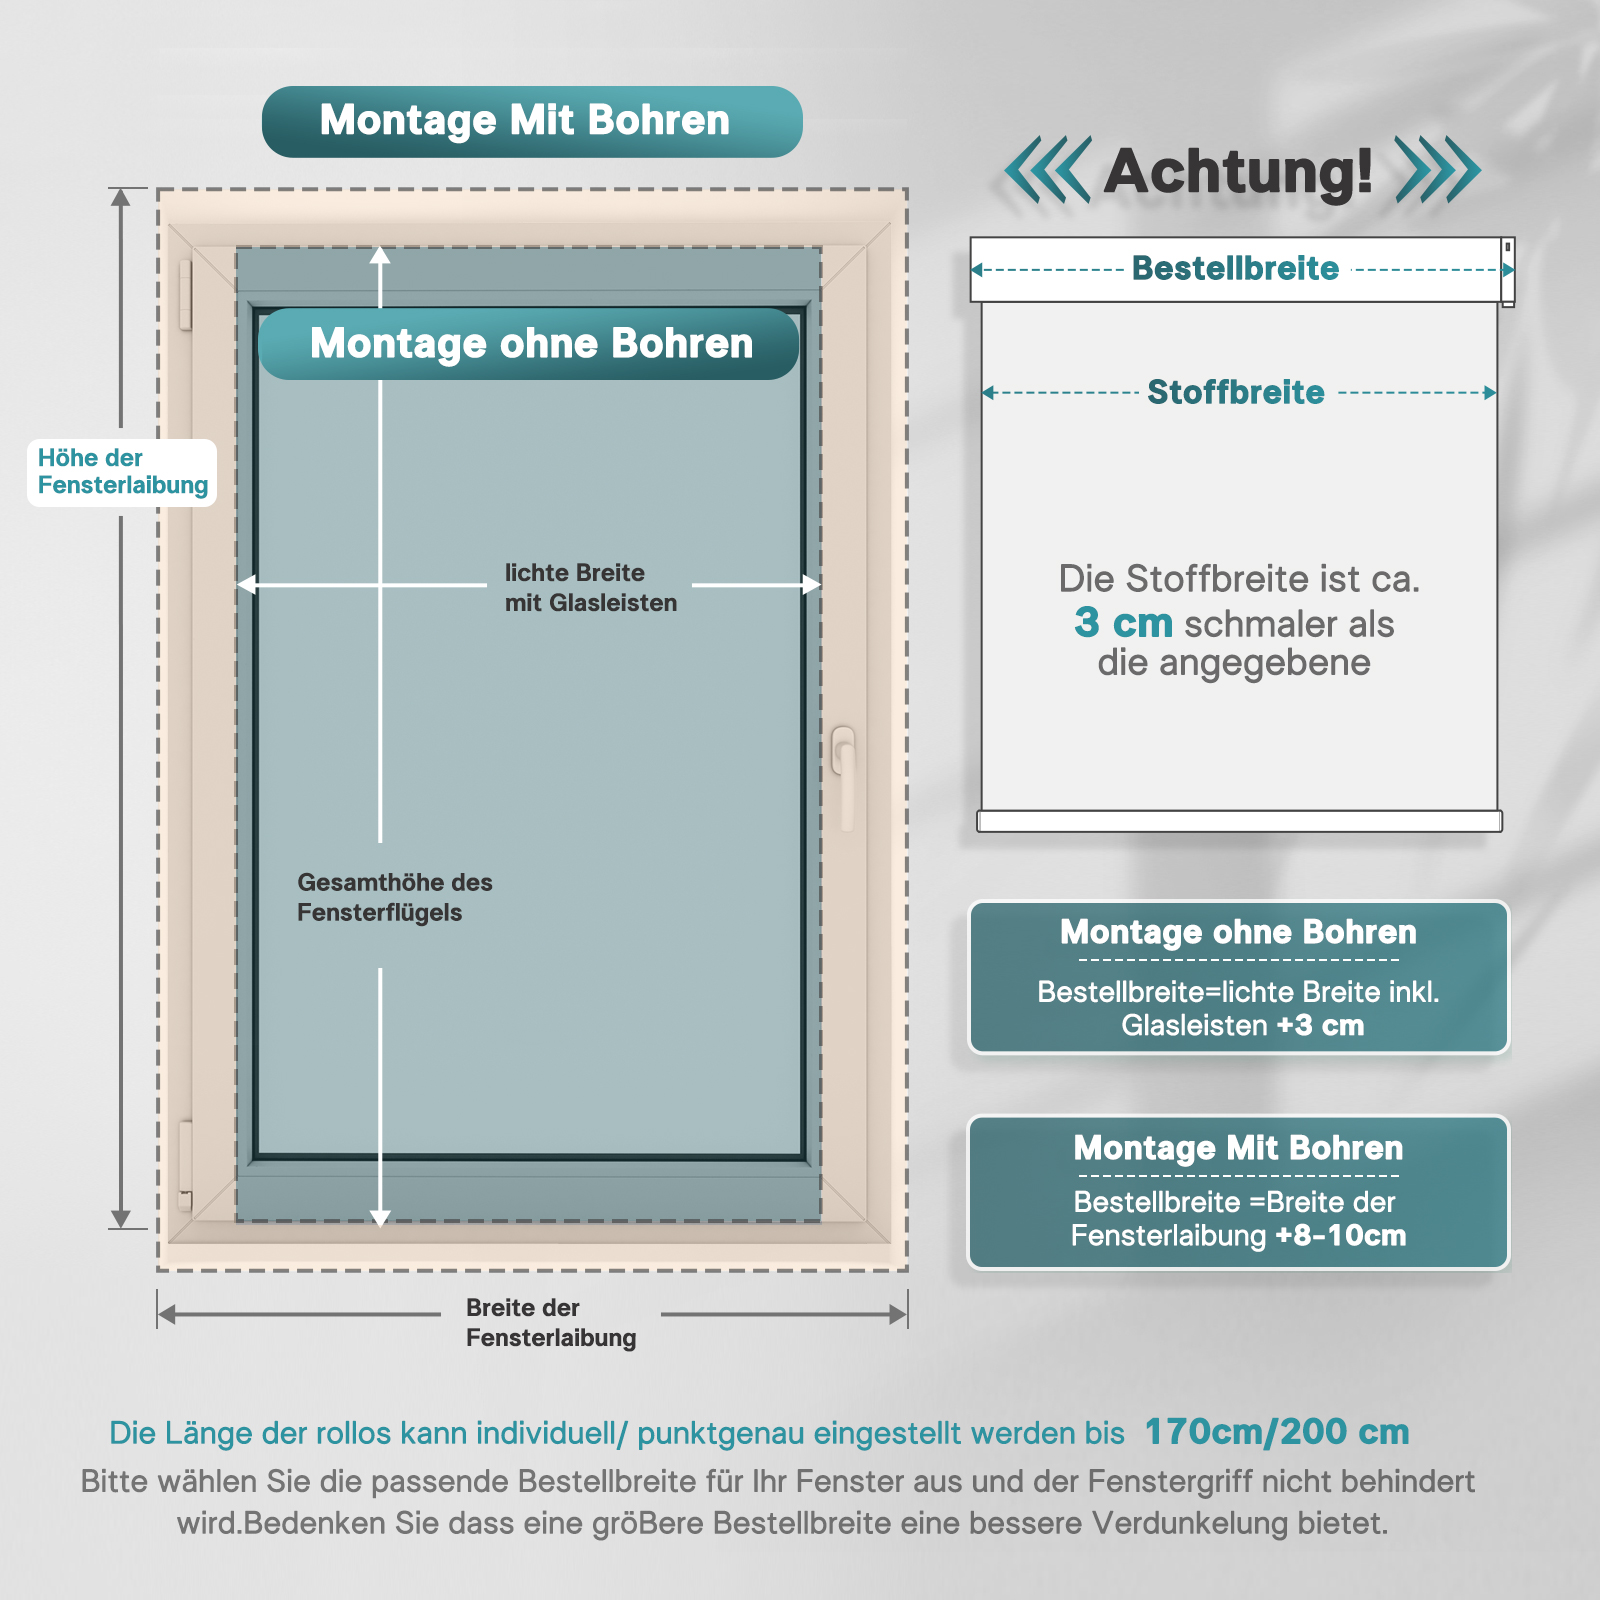 Montage Mit Bohren
Montage ohne Bohren
Höhe der
Fensterlaibung
lichte Breite
mit Glasleisten
Gesamthöhe des
Fensterflügels
Breite der
Fensterlaibung
Achtung!
Bestellbreite
Stoffbreite
Die Stoffbreite ist ca.
3 cm schmaler als
die angegebene
Montage ohne Bohren
Bestellbreite=lichte Breite inkl.
Glasleisten +3 cm
Montage Mit Bohren
Bestellbreite =Breite der
Fensterlaibung +8-10cm
Die Länge der rollos kann individuell/ punktgenau eingestellt werden bis 170cm/200 cm
Bitte wählen Sie die passende Bestellbreite für Ihr Fenster aus und der Fenstergriff nicht behindert
wird.Bedenken Sie dass eine gröBere Bestellbreite eine bessere Verdunkelung bietet.